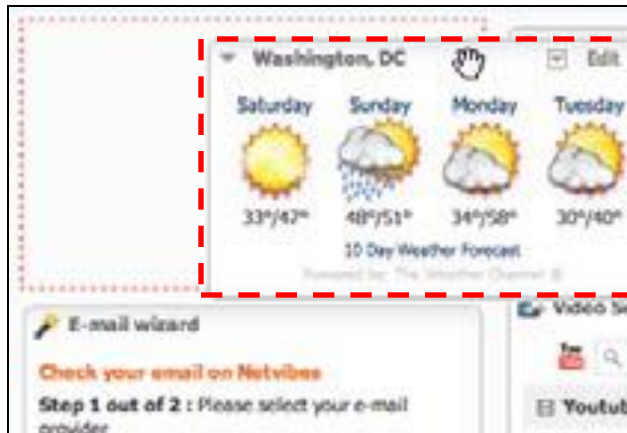 Washington, DC
Edit
Saturday Sunday Monday Tuesday
33°/47° 48°/51° 34°/58° 30°/40°
10 Day Weather Forecast
Powered by: The Weather Channel ®
E-mail wizard
Video Se
Check your email on Netvibes
You
Step 1 out of 2 : Please select your e-mail
provider
Youtub